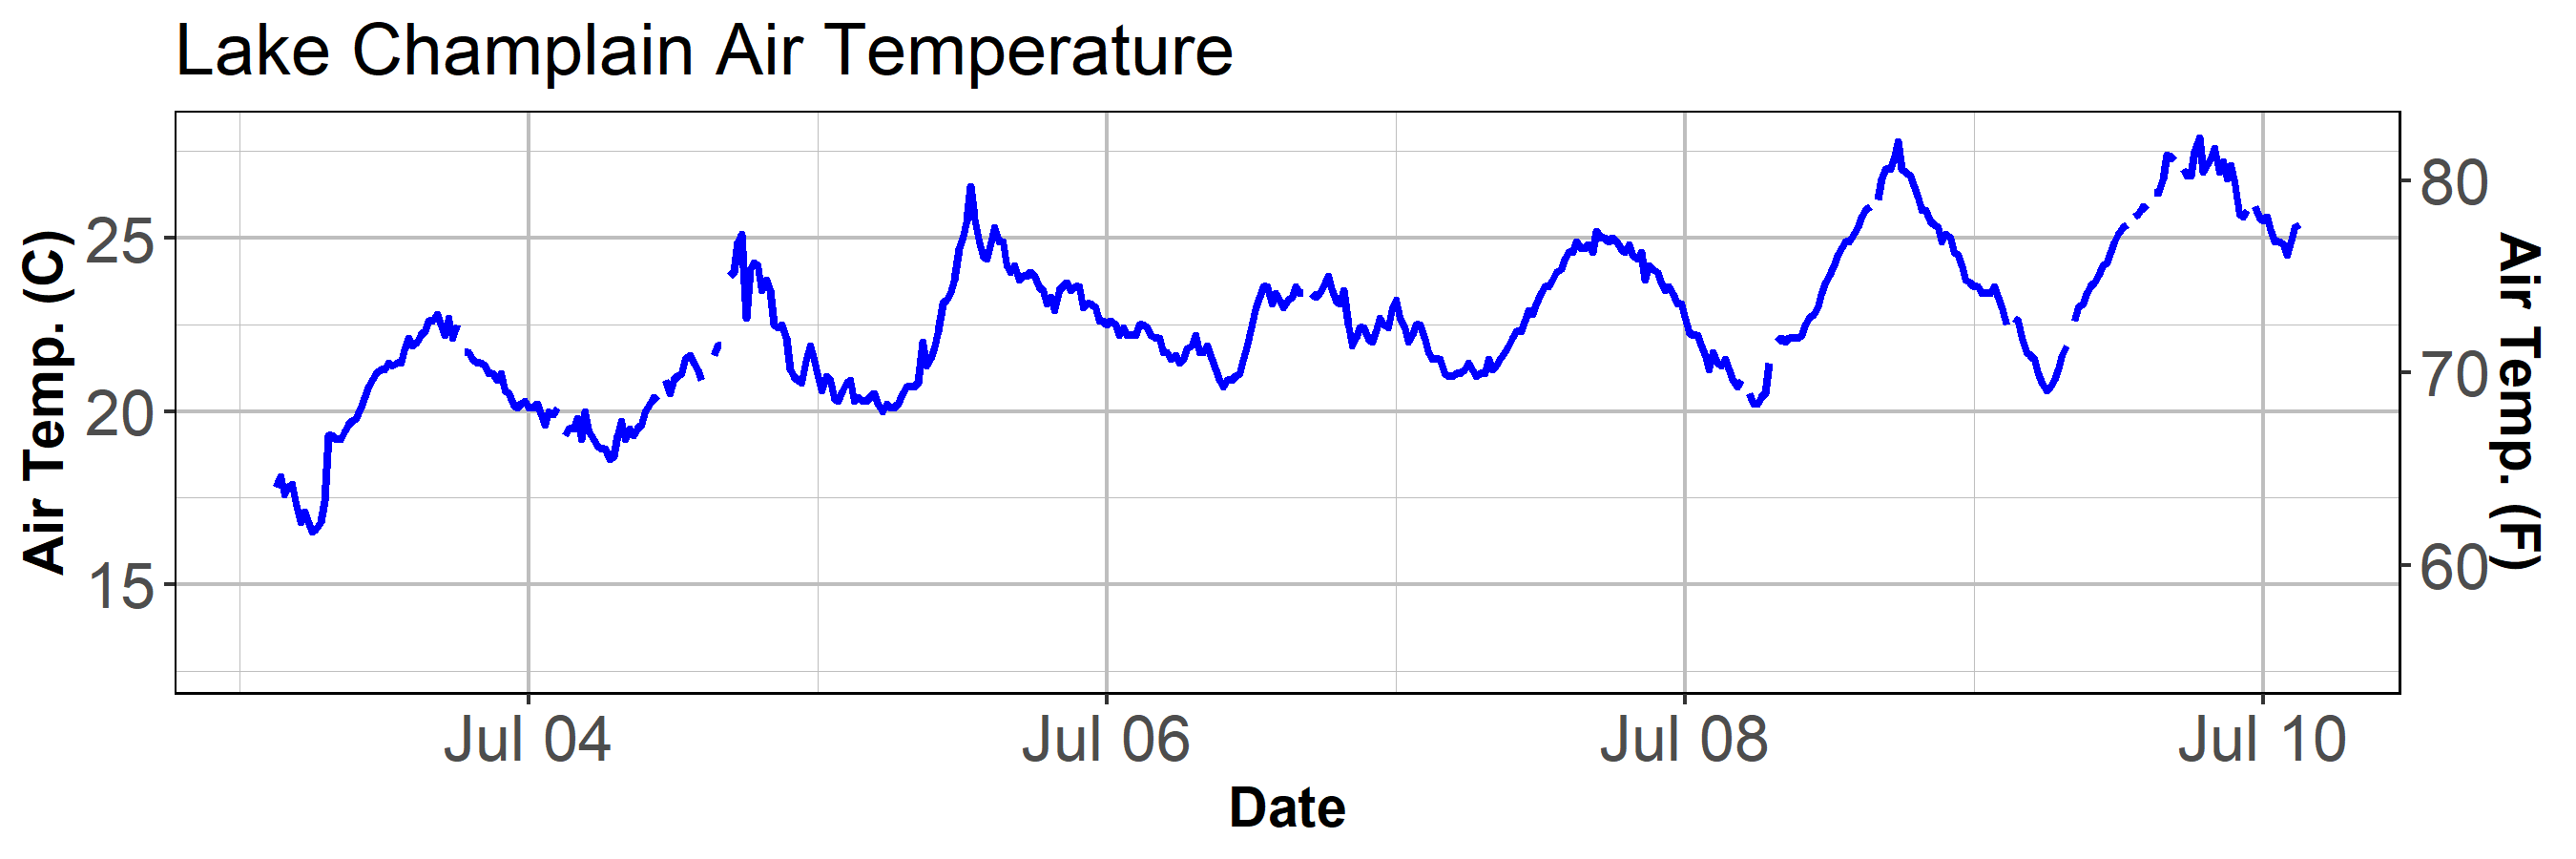 Lake Champlain Air Temperature
Air Temp. (C)
25
20
15
80
70
60
Air Temp. (F)
Jul 04 Jul 06 Jul 08 Jul 10
Date